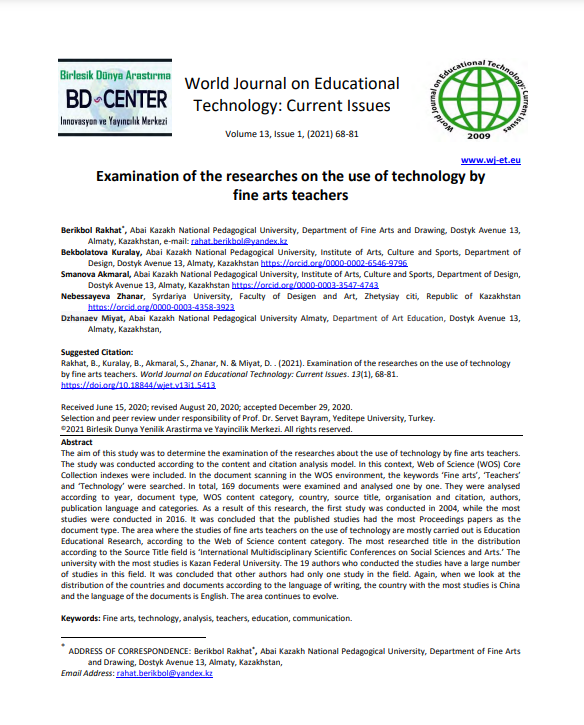 Birlesik Dünya Arastırma
BD CENTER
Innovasyon ve Yayıncilik Merkezi
World Journal on Educational
Technology: Current Issues
Volume 13, Issue 1, (2021) 68-81
World Journal on Educational Technology: Current Issues
2009
www.wj-et.eu
Examination of the researches on the use of technology by
fine arts teachers
Berikbol Rakhat*, Abai Kazakh National Pedagogical University, Department of Fine Arts and Drawing, Dostyk Avenue 13,
Almaty, Kazakhstan, e-mail: rahat.berikbol@yandex.kz
Bekbolatova Kuralay, Abai Kazakh National Pedagogical University, Institute of Arts, Culture and Sports, Department of
Design, Dostyk Avenue 13, Almaty, Kazakhstan https://orcid.org/0000-0002-6546-9796
Smanova Akmaral, Abai Kazakh National Pedagogical University, Institute of Arts, Culture and Sports, Department of Design,
Dostyk Avenue 13, Almaty, Kazakhstan https://orcid.org/0000-0003-3547-4743
Nebessayeva Zhanar, Syrdariya University, Faculty of Desigen and Art, Zhetysiay citi, Republic of Kazakhstan
https://orcid.org/0000-0003-4358-3923
Dzhanaev Miyat, Abai Kazakh National Pedagogical University Almaty, Department of Art Education, Dostyk Avenue 13,
Almaty, Kazakhstan,
Suggested Citation:
Rakhat, B., Kuralay, B., Akmaral, S., Zhanar, N. & Miyat, D. . (2021). Examination of the researches on the use of technology
by fine arts teachers. World Journal on Educational Technology: Current Issues. 13(1), 68-81.
https://doi.org/10.18844/wjet.v13i1.5413
Received June 15, 2020; revised August 20, 2020; accepted December 29, 2020.
Selection and peer review under responsibility of Prof. Dr. Servet Bayram, Yeditepe University, Turkey.
©2021 Birlesik Dunya Yenilik Arastirma ve Yayincilik Merkezi. All rights reserved.
Abstract
The aim of this study was to determine the examination of the researches about the use of technology by fine arts teachers.
The study was conducted according to the content and citation analysis model. In this context, Web of Science (WOS) Core
Collection indexes were included. In the document scanning in the WOS environment, the keywords 'Fine arts', 'Teachers'
and 'Technology' were searched. In total, 169 documents were examined and analysed one by one. They were analysed
according to year, document type, WOS content category, country, source title, organisation and citation, authors,
publication language and categories. As a result of this research, the first study was conducted in 2004, while the most
studies were conducted in 2016. It was concluded that the published studies had the most Proceedings papers as the
document type. The area where the studies of fine arts teachers on the use of technology are mostly carried out is Education
Educational Research, according to the Web of Science content category. The most researched title in the distribution
according to the Source Title field is 'International Multidisciplinary Scientific Conferences on Social Sciences and Arts.' The
university with the most studies is Kazan Federal University. The 19 authors who conducted the studies have a large number
of studies in this field. It was concluded that other authors had only one study in the field. Again, when we look at the
distribution of the countries and documents according to the language of writing, the country with the most studies is China
and the language of the documents is English. The area continues to evolve.
Keywords: Fine arts, technology, analysis, teachers, education, communication.
* ADDRESS OF CORRESPONDENCE: Berikbol Rakhat*, Abai Kazakh National Pedagogical University, Department of Fine Arts
and Drawing, Dostyk Avenue 13, Almaty, Kazakhstan,
Email Address: rahat.berikbol@yandex.kz